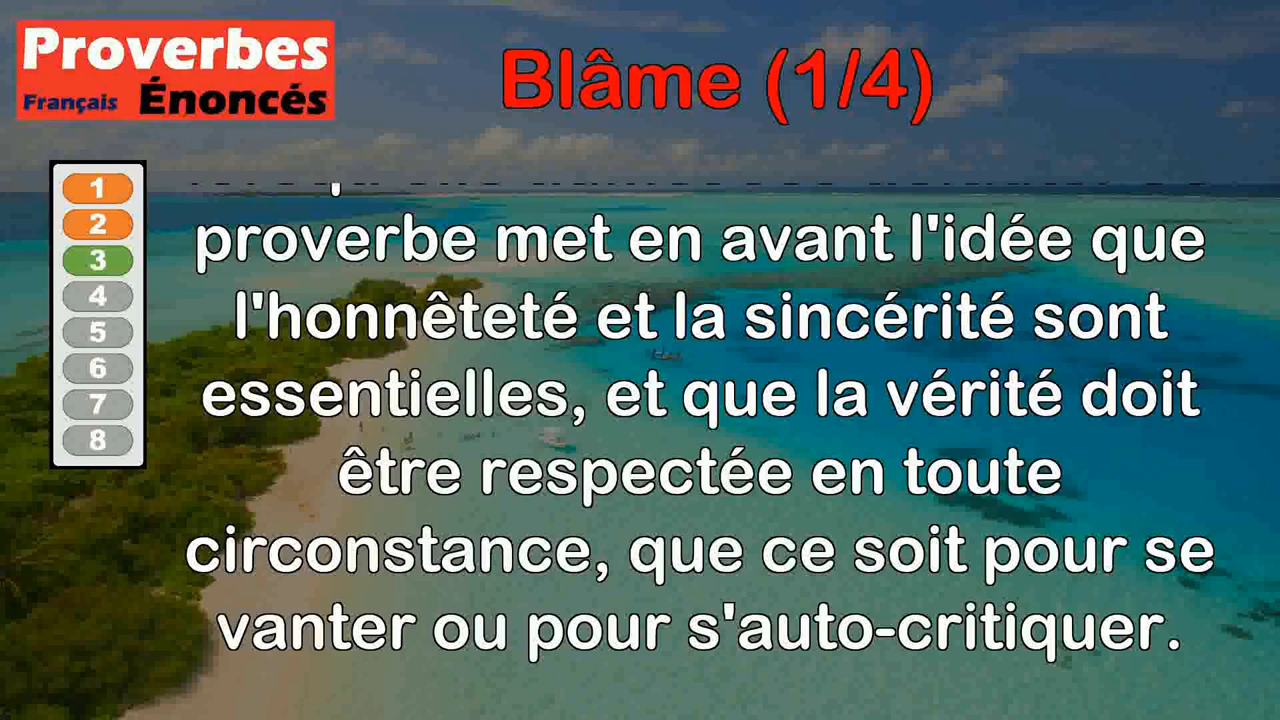 Proverbes
Français Énoncés
Blâme (1/4)
1
2
3
4
5
6
7
8
proverbe met en avant l'idée que
l'honnêteté et la sincérité sont
essentielles, et que la vérité doit
être respectée en toute
circonstance, que ce soit pour se
vanter ou pour s'auto-critiquer.